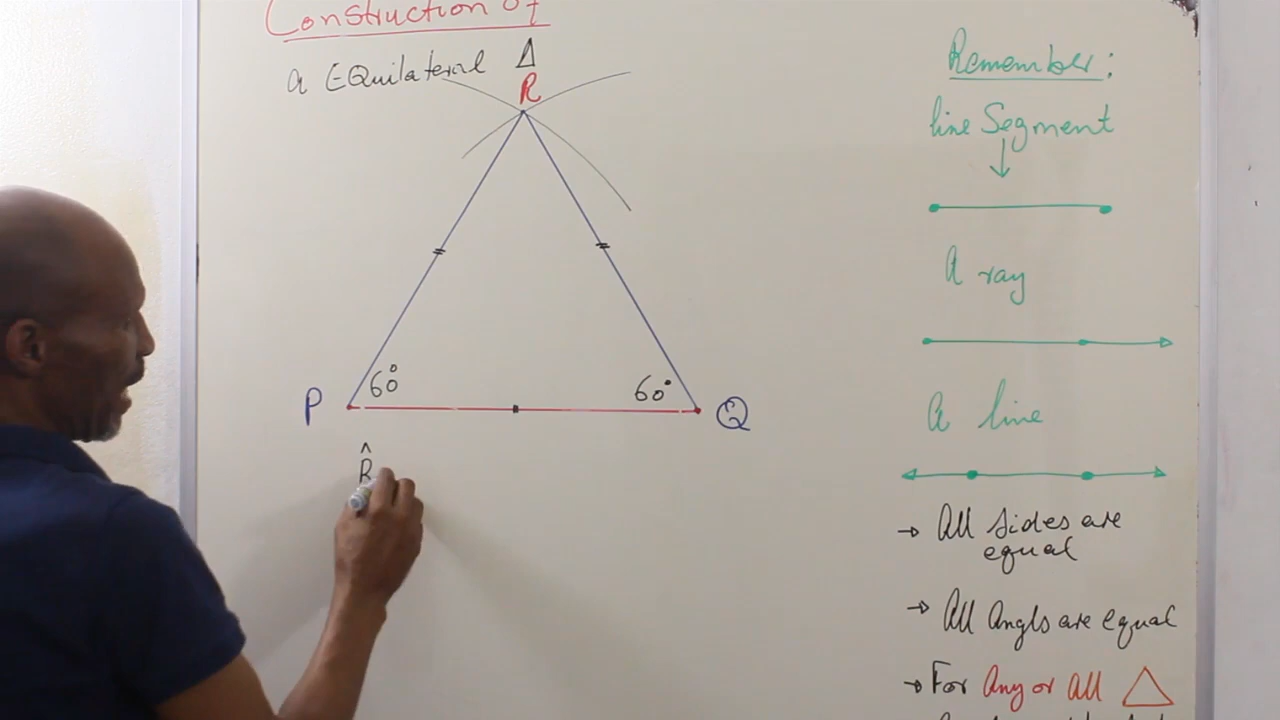 Construction of
a EQuilateral Δ
R
60°
60°
P
Q
R̂
Remember:
line Segment
A ray
A line
→ All sides are
equal
→ All Angls are equal
→ For Any or All △